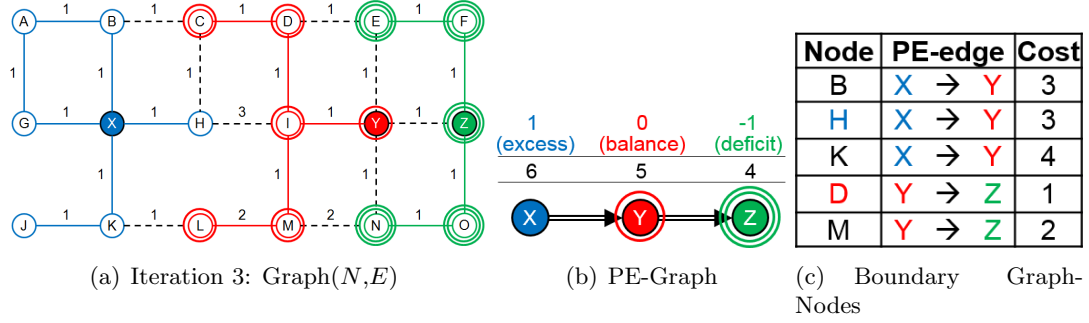 1 1 1 1 1
A B C D E F
1 1 1 1 1 1
1 1 3 1 1
G X H I Y Z
1 1 1 1
1 1 2 2 1
J K L M N O
(a) Iteration 3: Graph(N,E)
1 0 -1
(excess) (balance) (deficit)
6 5 4
X Y Z
(b) PE-Graph
Node PE-edge Cost
B X → Y 3
H X → Y 3
K X → Y 4
D Y → Z 1
M Y → Z 2
(c) Boundary Graph-
Nodes